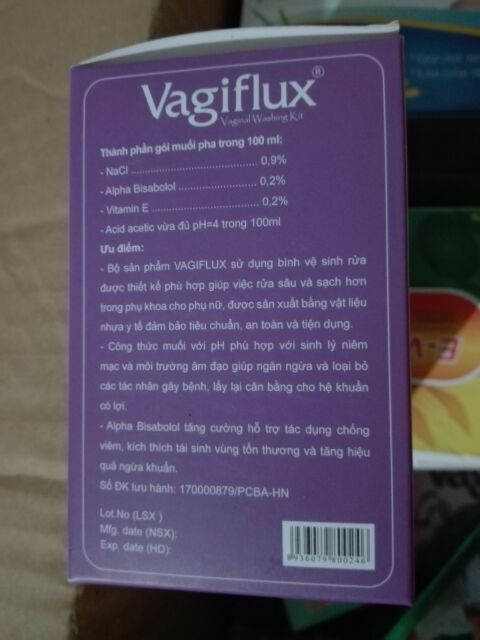 Vagiflux®
Vaginal Washing Kit
Thành phần gói muối pha trong 100 ml:
- NaCl ........................................ 0,9%
- Alpha Bisabolol ......................... 0,2%
- Vitamin E .................................. 0,2%
- Acid acetic vừa đủ pH=4 trong 100ml
Ưu điểm:
- Bộ sản phẩm VAGIFLUX sử dụng bình vệ sinh rửa
được thiết kế phù hợp giúp việc rửa sâu và sạch hơn
trong phụ khoa cho phụ nữ, được sản xuất bằng vật liệu
nhựa y tế đảm bảo tiêu chuẩn, an toàn và tiện dụng.
- Công thức muối với pH phù hợp với sinh lý niêm
mạc và môi trường âm đạo giúp ngăn ngừa và loại bỏ
các tác nhân gây bệnh, lấy lại cân bằng cho hệ khuẩn
có lợi.
- Alpha Bisabolol tăng cường hỗ trợ tác dụng chống
viêm, kích thích tái sinh vùng tổn thương và tăng hiệu
quả ngừa khuẩn.
Số ĐK lưu hành: 170000879/PCBA-HN
Lot.No (LSX )
Mfg. date (NSX):
Exp. date (HD):
8936079800246